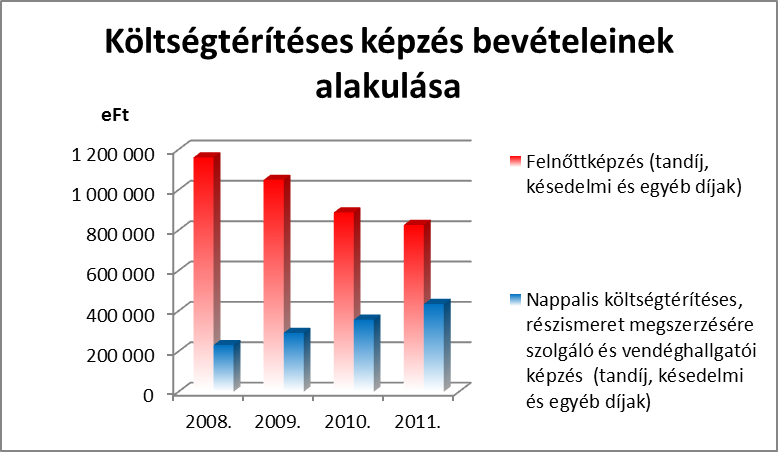 Költségtérítéses képzés bevételeinek
alakulása
eFt
1 200 000
1 000 000
800 000
600 000
400 000
200 000
0
2008. 2009. 2010. 2011.
Felnőttképzés (tandíj,
késedelmi és egyéb díjak)
Nappalis költségtérítéses,
részismeret megszerzésére
szolgáló és vendéghallgatói
képzés (tandíj, késedelmi
és egyéb díjak)